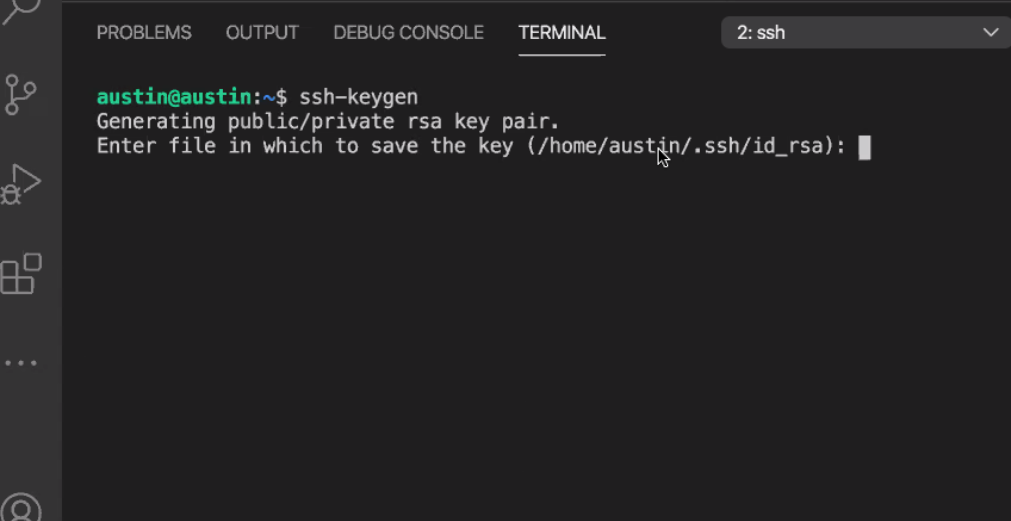 PROBLEMS OUTPUT DEBUG CONSOLE TERMINAL 2: ssh
austin@austin:~$ ssh-keygen
Generating public/private rsa key pair.
Enter file in which to save the key (/home/austin/.ssh/id_rsa):